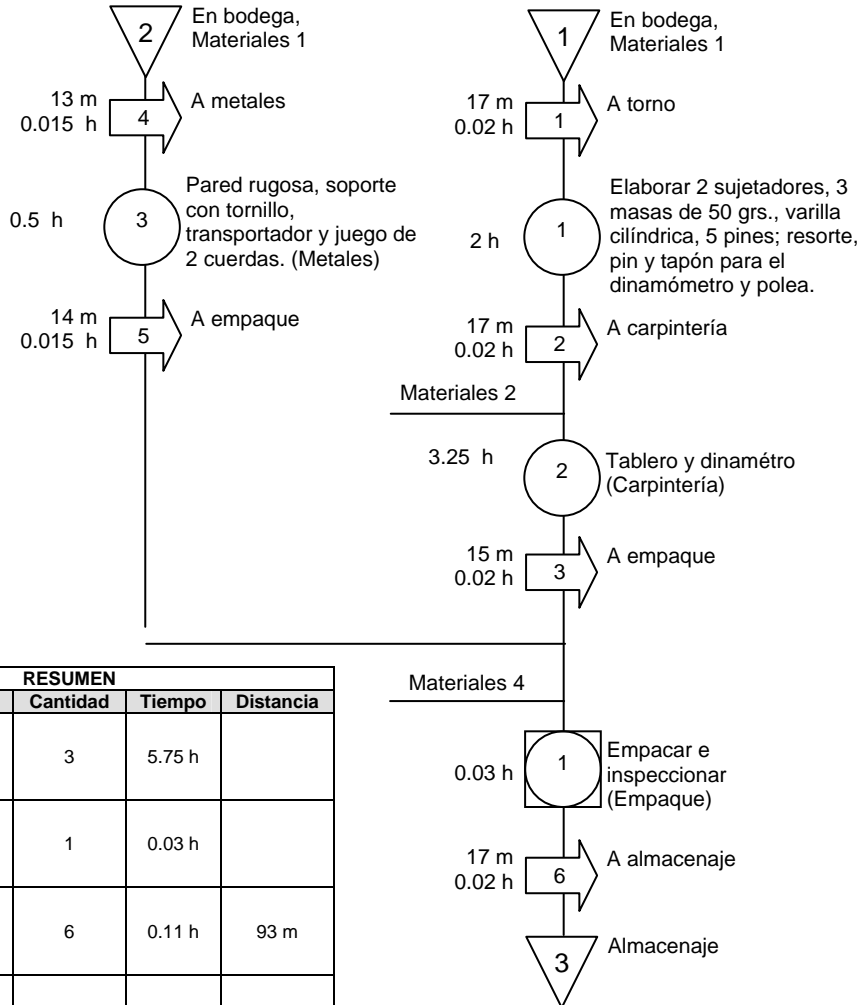 2
En bodega,
Materiales 1
13 m
0.015 h
4
A metales
0.5 h
3
Pared rugosa, soporte
con tornillo,
transportador y juego de
2 cuerdas. (Metales)
14 m
0.015 h
5
A empaque
1
En bodega,
Materiales 1
17 m
0.02 h
1
A torno
2 h
1
Elaborar 2 sujetadores, 3
masas de 50 grs., varilla
cilíndrica, 5 pines; resorte,
pin y tapón para el
dinamómetro y polea.
17 m
0.02 h
2
A carpintería
Materiales 2
3.25 h
2
Tablero y dinamétro
(Carpintería)
15 m
0.02 h
3
A empaque
Materiales 4
0.03 h
1
Empacar e
inspeccionar
(Empaque)
17 m
0.02 h
6
A almacenaje
3
Almacenaje
RESUMEN
Cantidad Tiempo Distancia
3 5.75 h
1 0.03 h
6 0.11 h 93 m